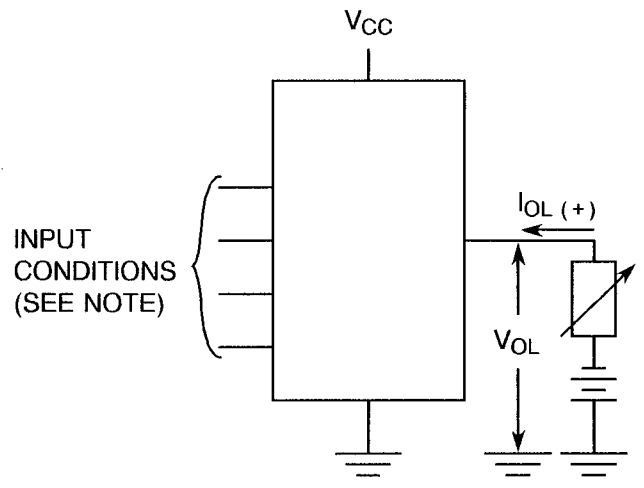 VCC
IOL (+)
INPUT
CONDITIONS
(SEE NOTE)
VOL